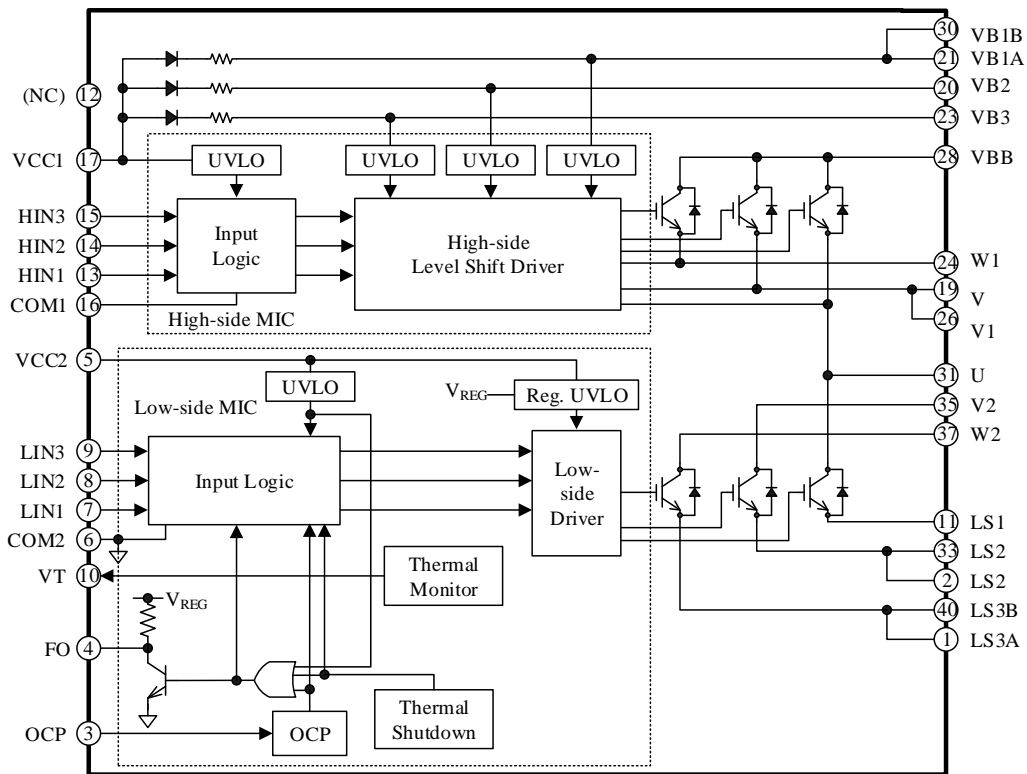 30 VB1B
21 VB1A
(NC) 12
20 VB2
23 VB3
VCC1 17
UVLO UVLO UVLO UVLO
28 VBB
HIN3 15
HIN2 14
HIN1 13
COM1 16
Input
Logic
High-side
Level Shift Driver
High-side MIC
24 W1
19 V
26 V1
VCC2 5
UVLO
VREG
Reg. UVLO
31 U
35 V2
37 W2
Low-side MIC
LIN3 9
LIN2 8
LIN1 7
COM2 6
Input Logic
Low-
side
Driver
11 LS1
33 LS2
2 LS2
40 LS3B
1 LS3A
VT 10
Thermal
Monitor
VREG
FO 4
Thermal
Shutdown
OCP 3
OCP